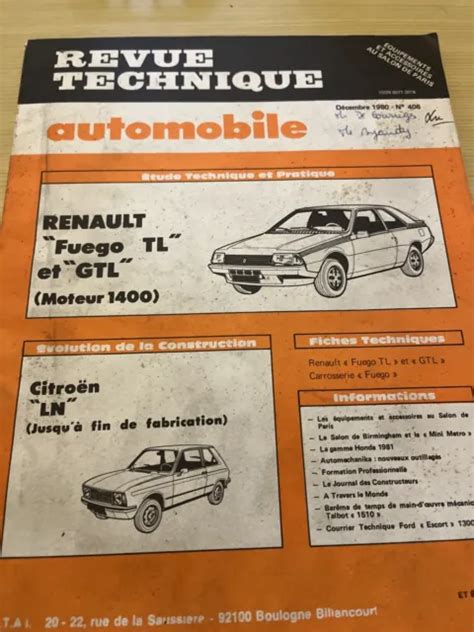 REVUE
TECHNIQUE
EQUIPEMENTS
ET ACCESSOIRES
AU SALON DE PARIS
automobile
Décembre 1980 - N° 406
Etude Technique et Pratique
RENAULT
"Fuego TL"
et "GTL"
(Moteur 1400)
Evolution de la Construction
Citroën
"LN"
(Jusqu'à fin de fabrication)
Fiches Techniques
Renault « Fuego TL » et « GTL »
Carrosserie « Fuego »
Informations
— Les équipements et accessoires au Salon de
Paris
— Le Salon de Birmingham et la « Mini Metro »
— La gamme Honda 1981
— Automechanika : nouveaux outillages
— Formation Professionnelle
— Le Journal des Constructeurs
— A Travers le Monde
— Barème de temps de main-d'œuvre mécanique
Talbot « 1510 »
— Courrier Technique Ford « Escort » 1300
20 - 22, rue de la Saussière - 92100 Boulogne Billancourt